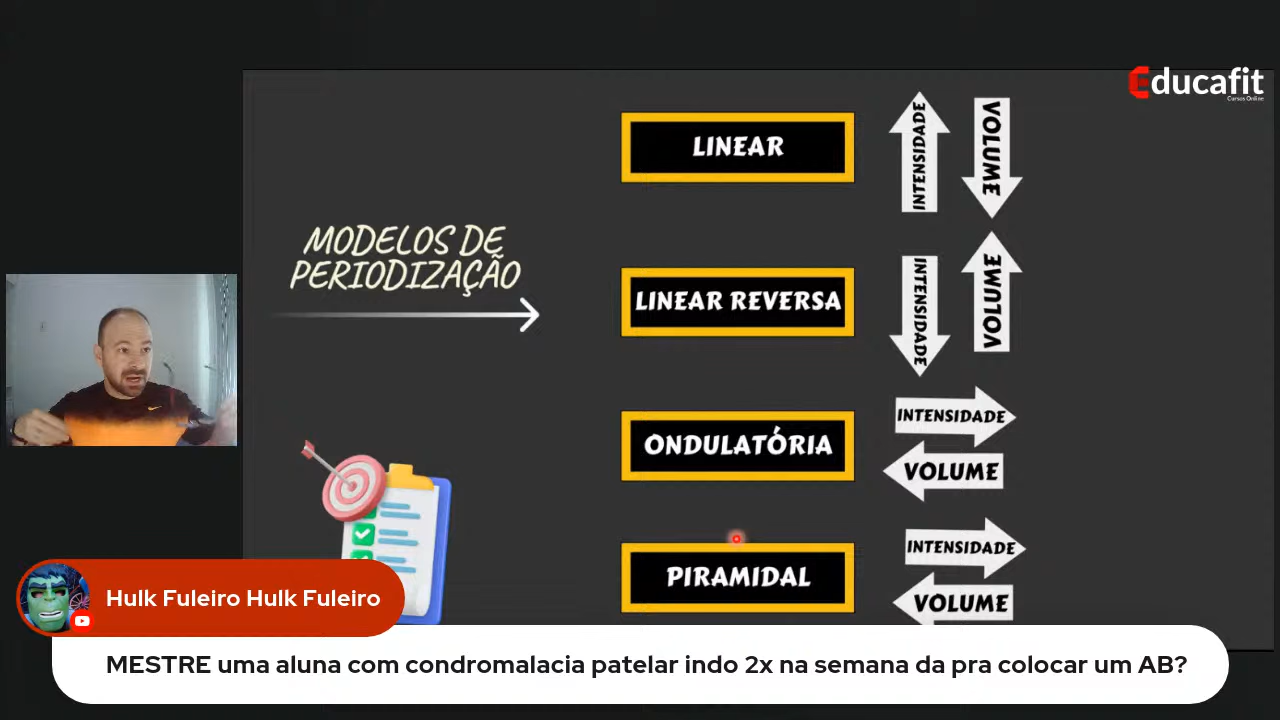 Educafit
Cursos Online
MODELOS DE
PERIODIZAÇÃO
LINEAR
INTENSIDADE
VOLUME
LINEAR REVERSA
INTENSIDADE
VOLUME
ONDULATÓRIA
INTENSIDADE
VOLUME
PIRAMIDAL
INTENSIDADE
VOLUME
Hulk Fuleiro Hulk Fuleiro
MESTRE uma aluna com condromalacia patelar indo 2x na semana da pra colocar um AB?